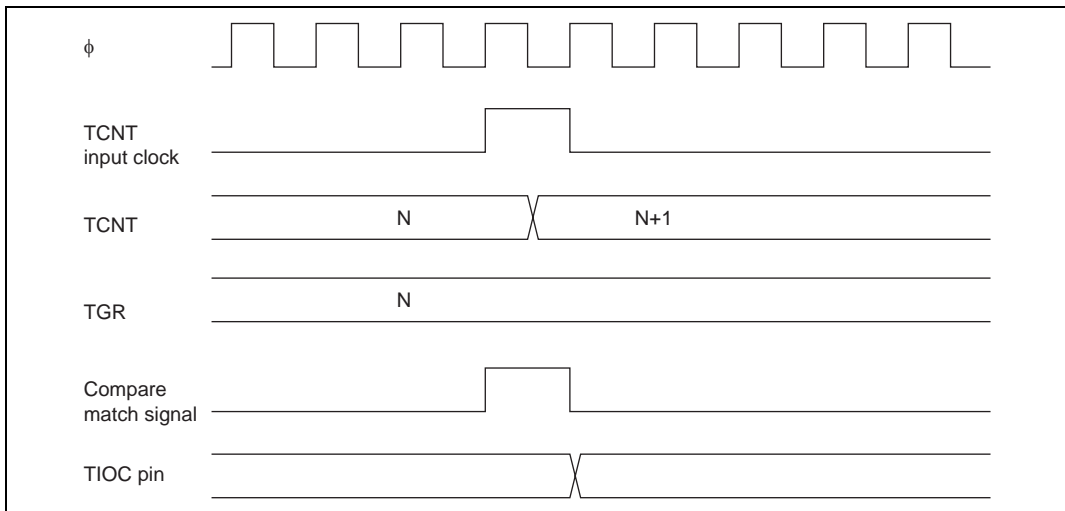 ϕ
TCNT
input clock
TCNT
N
N+1
TGR
N
Compare
match signal
TIOC pin